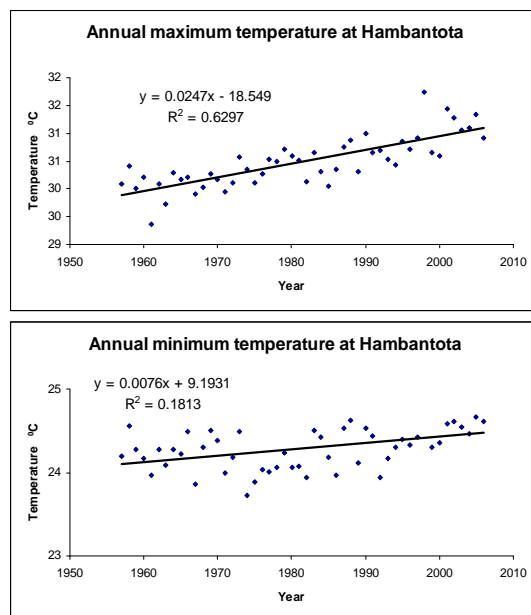 Annual maximum temperature at Hambantota
y = 0.0247x - 18.549
R² = 0.6297
Temperature ⁰C
32
31
31
30
30
29
1950
1960
1970
1980
1990
2000
2010
Year
Annual minimum temperature at Hambantota
y = 0.0076x + 9.1931
R² = 0.1813
Temperature ⁰C
25
24
23
1950
1960
1970
1980
1990
2000
2010
Year